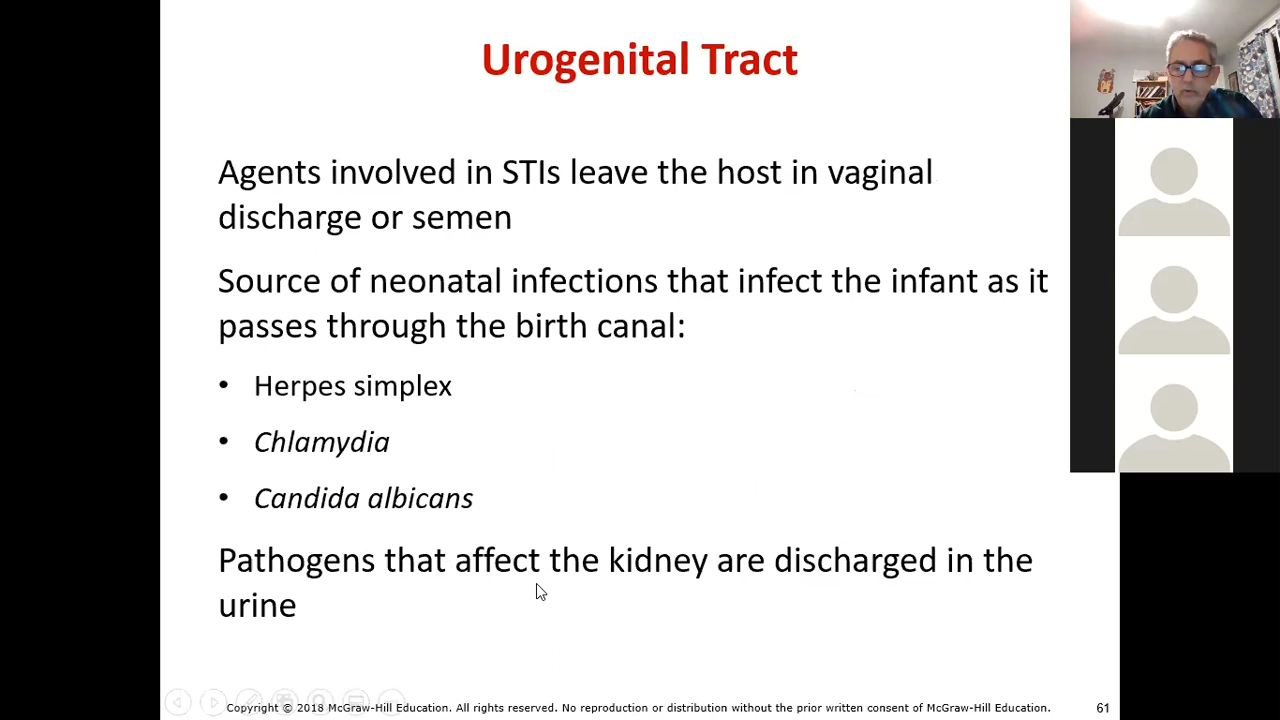 Urogenital Tract
Agents involved in STIs leave the host in vaginal
discharge or semen
Source of neonatal infections that infect the infant as it
passes through the birth canal:
• Herpes simplex
• Chlamydia
• Candida albicans
Pathogens that affect the kidney are discharged in the
urine
Copyright © 2018 McGraw-Hill Education. All rights reserved. No reproduction or distribution without the prior written consent of McGraw-Hill Education.
61